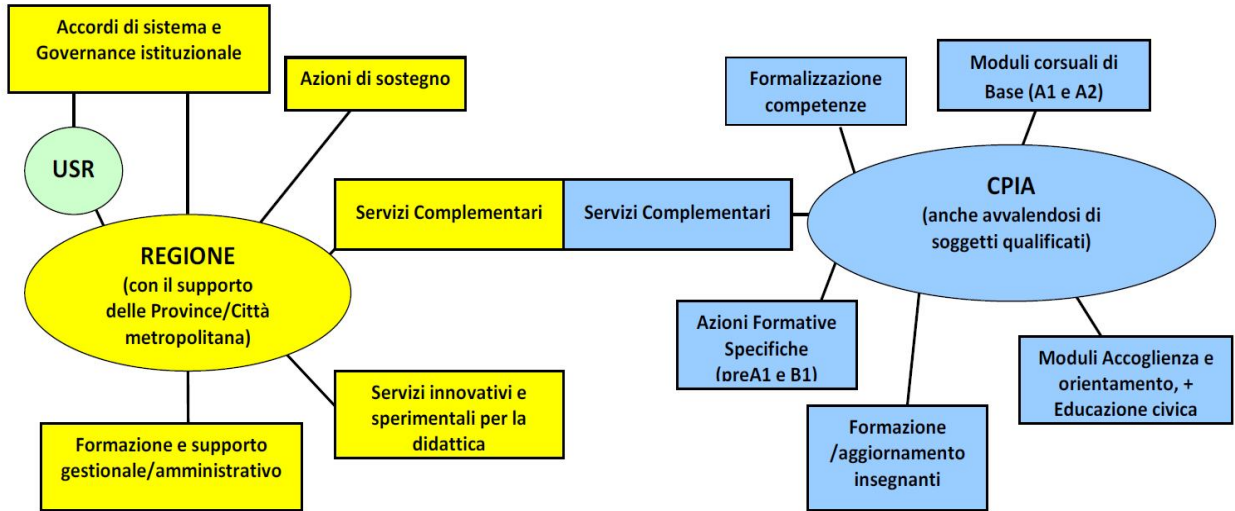 Accordi di sistema e
Governance istituzionale
Azioni di sostegno
USR
REGIONE
(con il supporto
delle Province/Città
metropolitana)
Servizi Complementari
Servizi Complementari
Formazione e supporto
gestionale/amministrativo
Servizi innovativi e
sperimentali per la
didattica
Formalizzazione
competenze
Moduli corsuali di
Base (A1 e A2)
CPIA
(anche avvalendosi di
soggetti qualificati)
Azioni Formative
Specifiche
(preA1 e B1)
Formazione
/aggiornamento
insegnanti
Moduli Accoglienza e
orientamento, +
Educazione civica